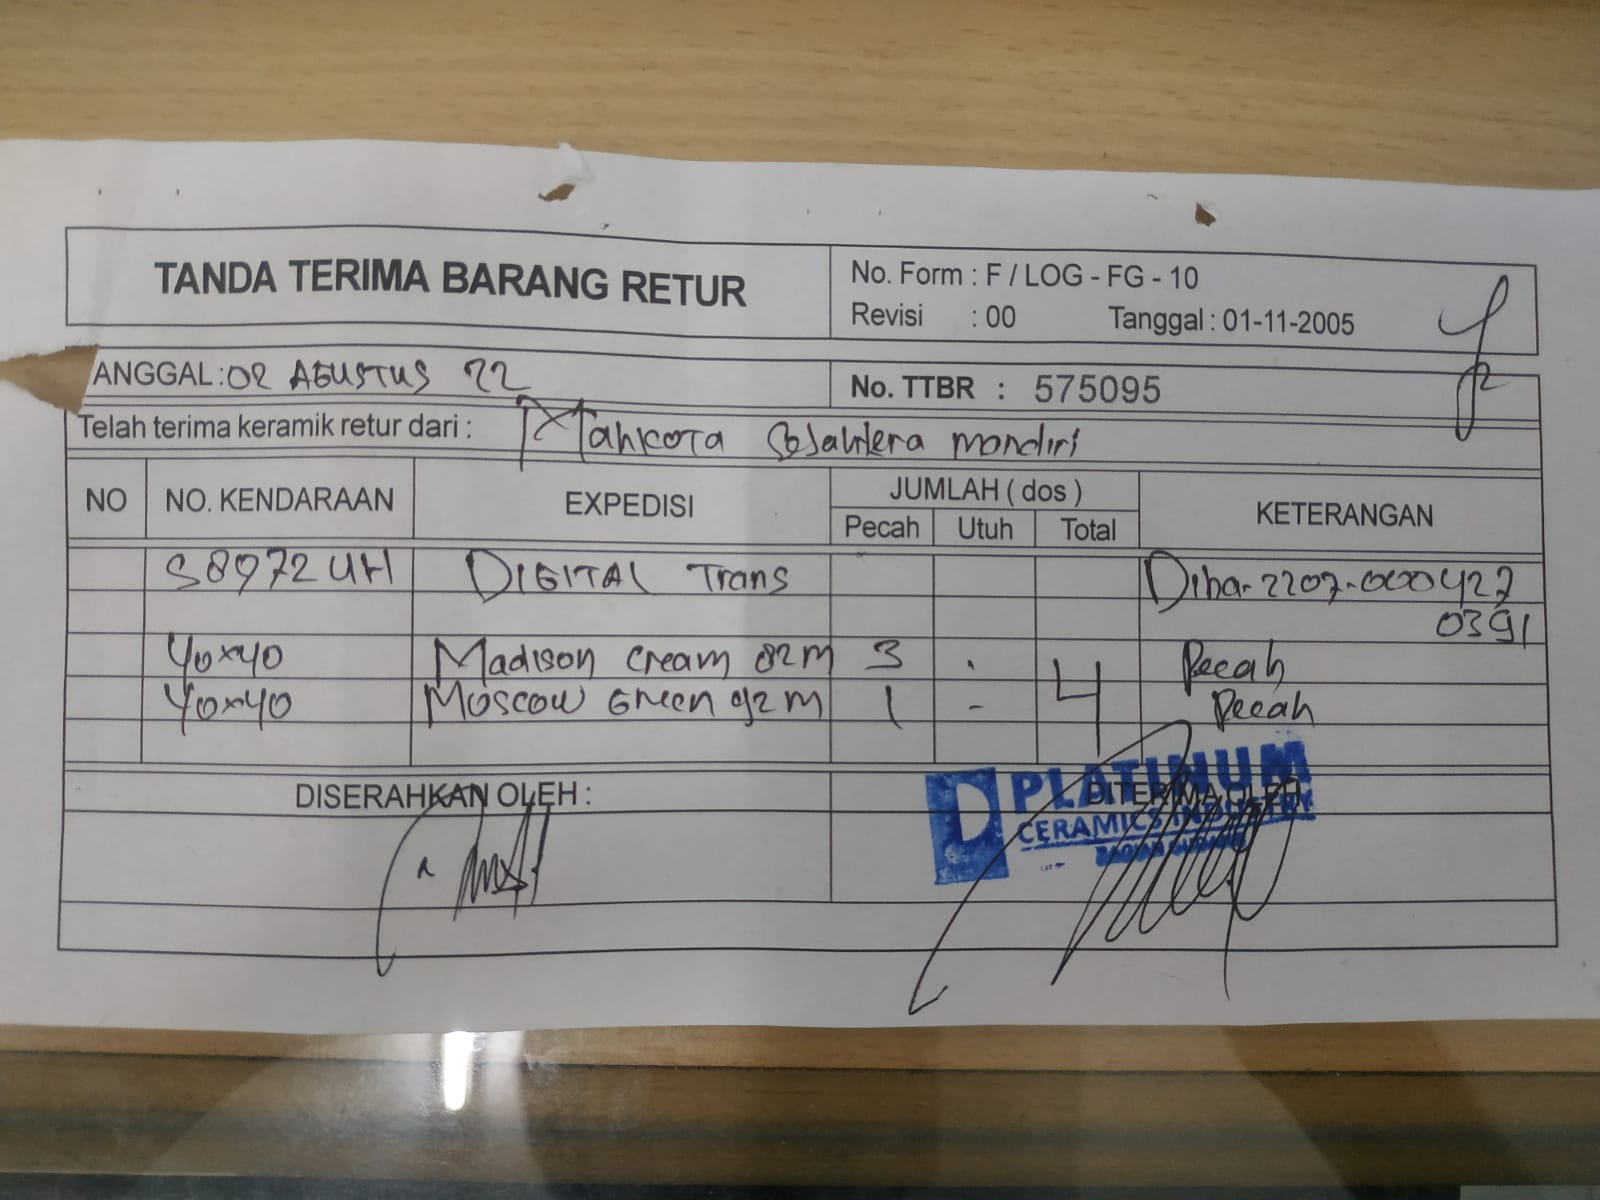 TANDA TERIMA BARANG RETUR
No. Form : F / LOG - FG - 10
Revisi : 00 Tanggal : 01-11-2005
ANGGAL : 02 AGUSTUS 22
No. TTBR : 575095
Telah terima keramik retur dari : Mahkota Sejahtera mandiri
NO NO. KENDARAAN EXPEDISI JUMLAH ( dos ) KETERANGAN
Pecah Utuh Total
S8972UH DIGITAL Trans Diba-2207-000427
0391
40x40 Madison Cream 82M 3 - Pecah
40x40 Moscow Green 92M 1 - 4 Pecah
DISERAHKAN OLEH : DITERIMA OLEH
PLATINUM
CERAMICS INDUSTRY